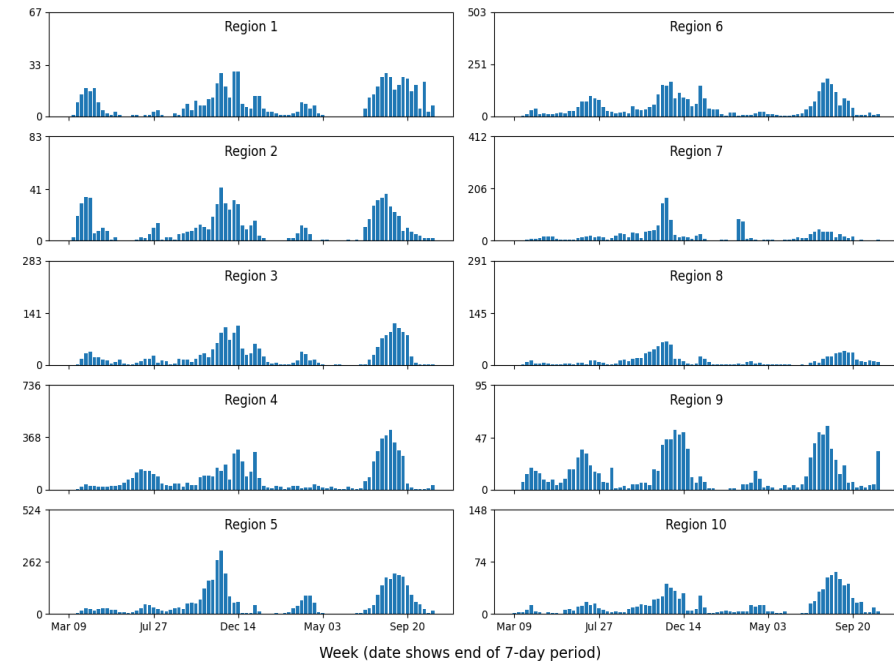 67
33
0
Region 1
503
251
0
Region 6
83
41
0
Region 2
412
206
0
Region 7
283
141
0
Region 3
291
145
0
Region 8
736
368
0
Region 4
95
47
0
Region 9
524
262
0
Region 5
148
74
0
Region 10
Mar 09 Jul 27 Dec 14 May 03 Sep 20
Mar 09 Jul 27 Dec 14 May 03 Sep 20
Week (date shows end of 7-day period)